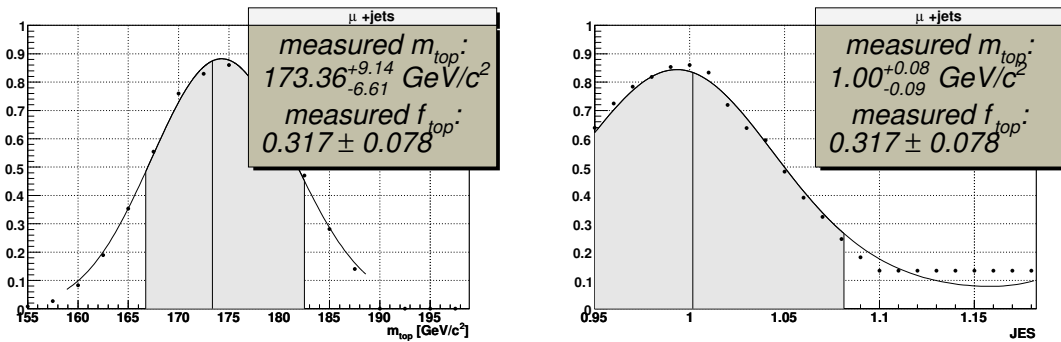 μ +jets
measured m_top:
173.36 +9.14 -6.61 GeV/c²
measured f_top:
0.317 ± 0.078
1
0.9
0.8
0.7
0.6
0.5
0.4
0.3
0.2
0.1
0
155 160 165 170 175 180 185 190 195
m_top [GeV/c²]
μ +jets
measured m_top:
1.00 +0.08 -0.09 GeV/c²
measured f_top:
0.317 ± 0.078
1
0.9
0.8
0.7
0.6
0.5
0.4
0.3
0.2
0.1
0
0.95 1 1.05 1.1 1.15
JES